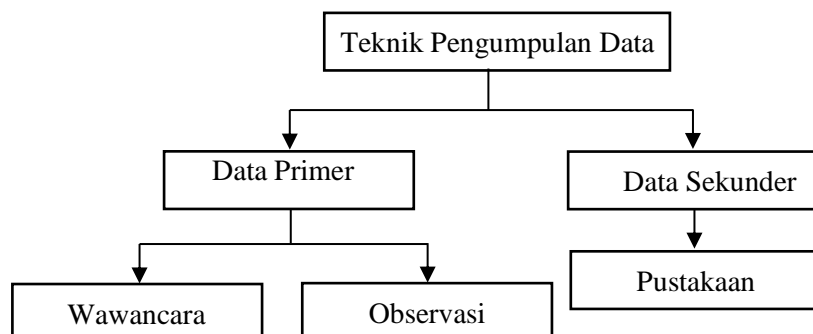 Teknik Pengumpulan Data
Data Primer
Data Sekunder
Pustakaan
Wawancara
Observasi